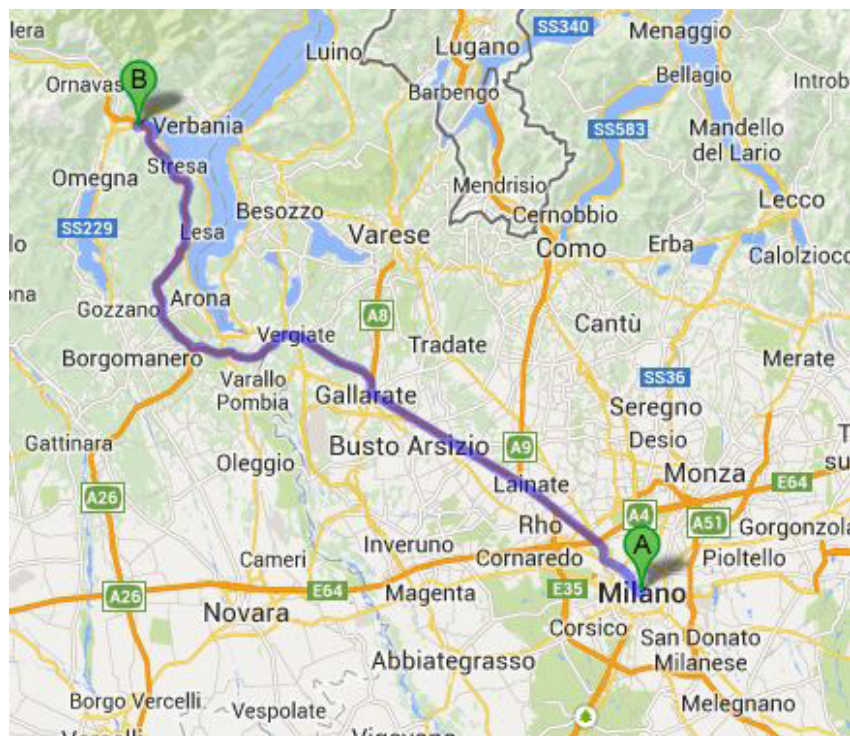 lera
Luino
Lugano
SS340
Menaggio
Ornavas
B
Barbengo
Bellagio
Introb
Verbania
SS583
Mandello
del Lario
Stresa
Omegna
Mendrisio
Lecco
SS229
Besozzo
Cernobbio
Lesa
Varese
Como
Erba
Calolzioco
lo
ona
Arona
Gozzano
A8
Cantù
Vergiate
Tradate
Borgomanero
Merate
Varallo
Pombia
Gallarate
SS36
Seregno
Gattinara
Busto Arsizio
A9
Desio
T
su
Oleggio
Monza
Lainate
E64
A26
Rho
A4
A51
Gorgonzola
Inveruno
A
Cameri
Cornaredo
Pioltello
A26
E64
Magenta
E35
Milano
Novara
Corsico
San Donato
Milanese
Abbiategrasso
Borgo Vercelli
Melegnano
Vespolate